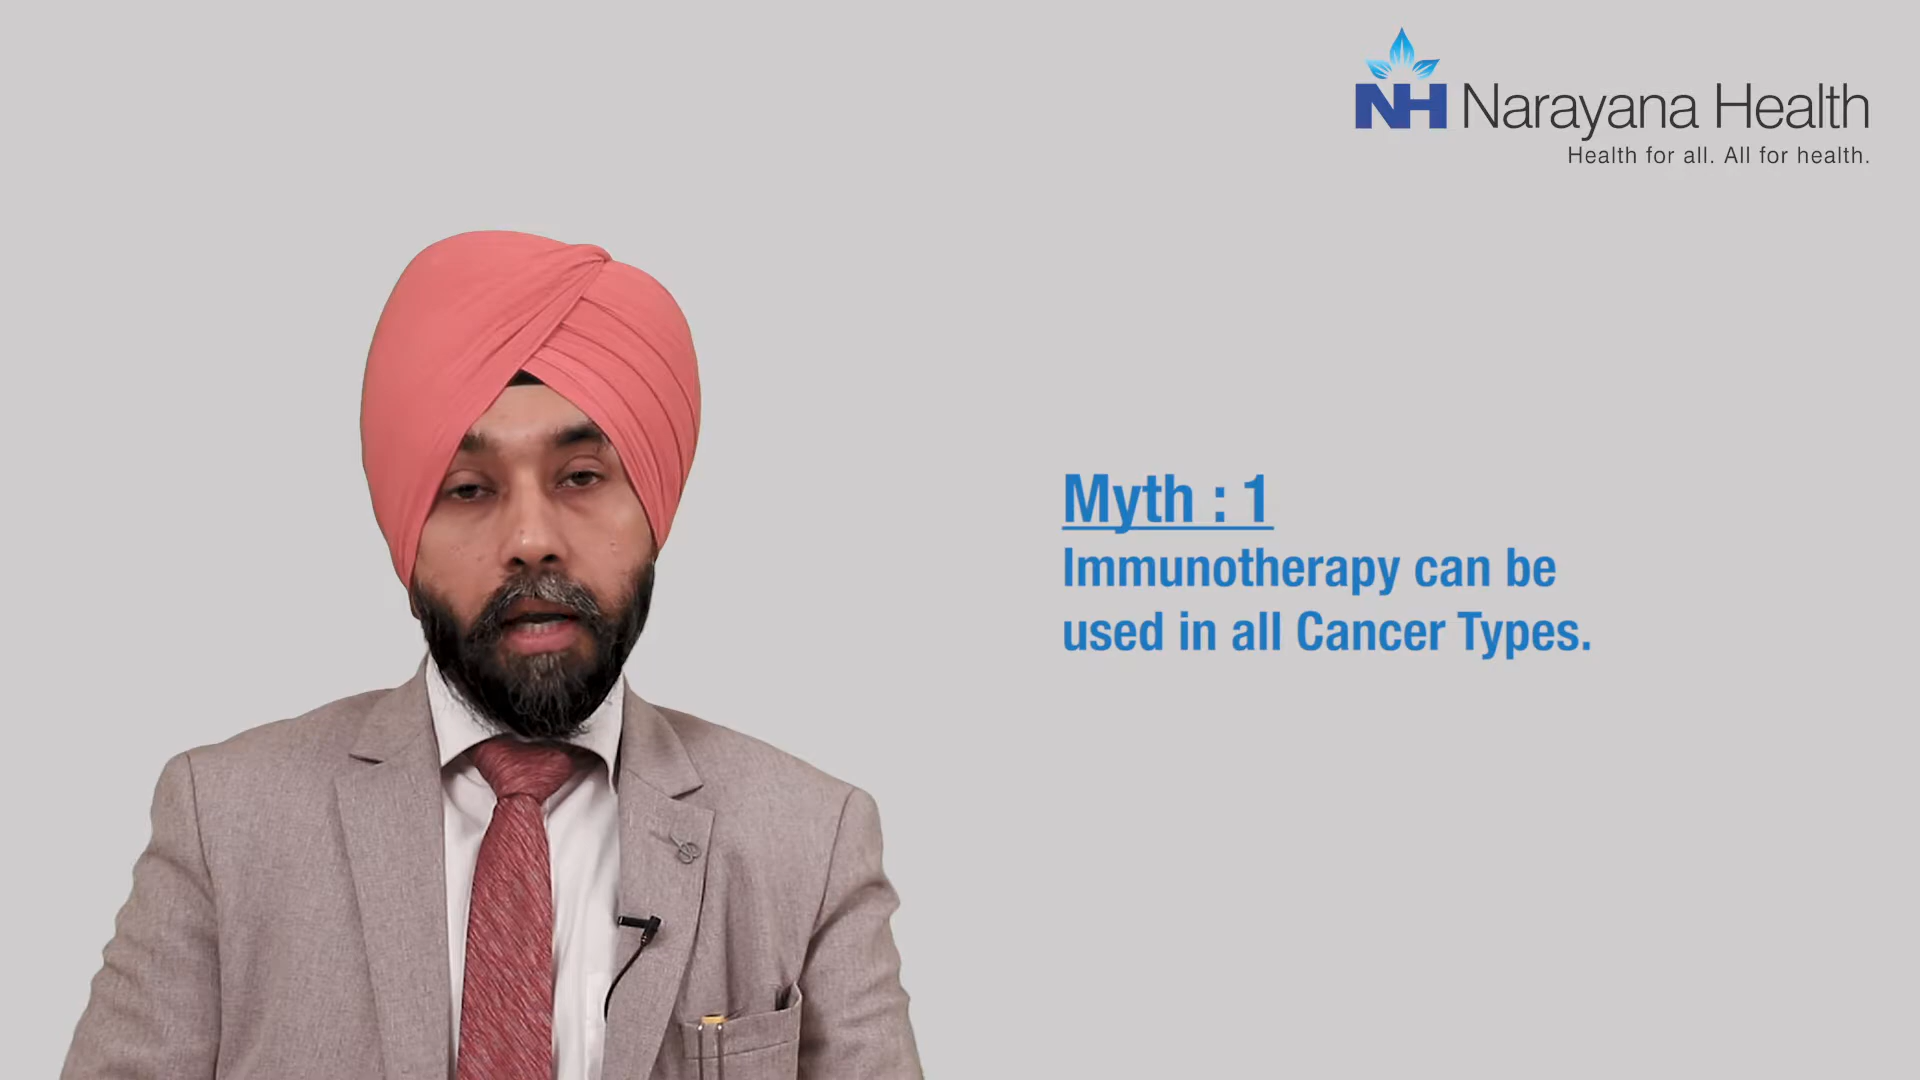 NH Narayana Health
Health for all. All for health.
Myth : 1
Immunotherapy can be
used in all Cancer Types.